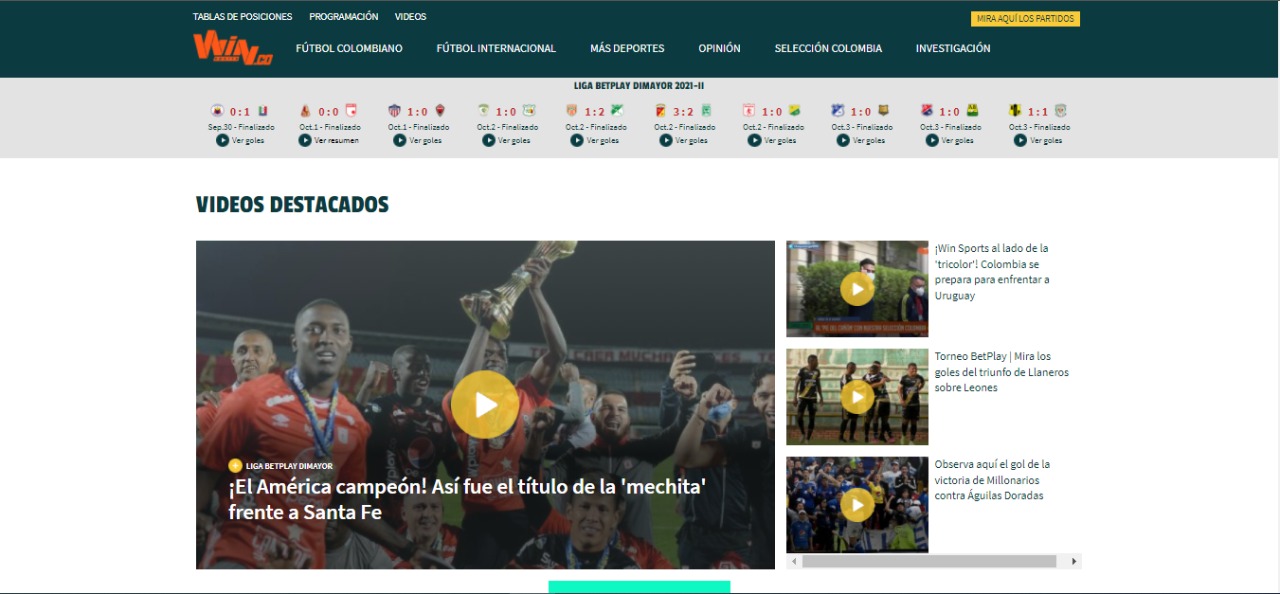 TABLAS DE POSICIONES PROGRAMACIÓN VIDEOS
MIRA AQUÍ LOS PARTIDOS
WIN.CO
FÚTBOL COLOMBIANO FÚTBOL INTERNACIONAL MÁS DEPORTES OPINIÓN SELECCIÓN COLOMBIA INVESTIGACIÓN
LIGA BETPLAY DIMAYOR 2021-II
0:1 0:0 1:0 1:0 1:2 3:2 1:0 1:0 1:0 1:1
Sep.30 - Finalizado Oct.1 - Finalizado Oct.1 - Finalizado Oct.2 - Finalizado Oct.2 - Finalizado Oct.2 - Finalizado Oct.2 - Finalizado Oct.3 - Finalizado Oct.3 - Finalizado Oct.3 - Finalizado
Ver goles Ver resumen Ver goles Ver goles Ver goles Ver goles Ver goles Ver goles Ver goles Ver goles
VIDEOS DESTACADOS
LIGA BETPLAY DIMAYOR
¡El América campeón! Así fue el título de la 'mechita'
frente a Santa Fe
¡Win Sports al lado de la
'tricolor'! Colombia se
prepara para enfrentar a
Uruguay
Torneo BetPlay | Mira los
goles del triunfo de Llaneros
sobre Leones
Observa aquí el gol de la
victoria de Millonarios
contra Águilas Doradas